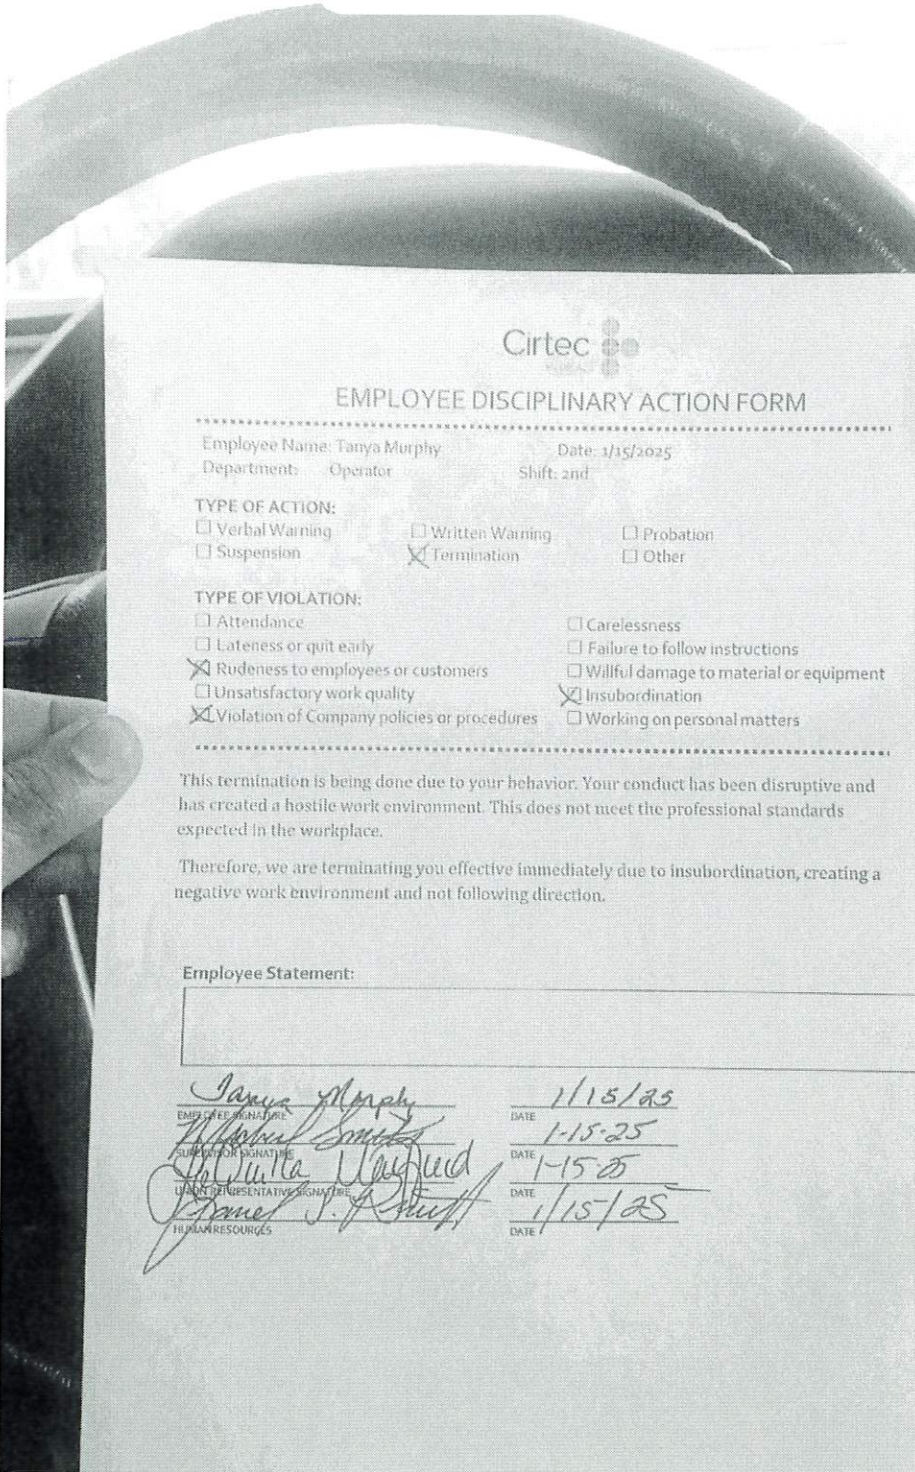 Cirtec
EMPLOYEE DISCIPLINARY ACTION FORM
Employee Name: Tanya Murphy Date: 1/15/2025
Department: Operator Shift: 2nd
TYPE OF ACTION:
Verbal Warning Written Warning Probation
Suspension Termination Other
TYPE OF VIOLATION:
Attendance Carelessness
Lateness or quit early Failure to follow instructions
Rudeness to employees or customers Willful damage to material or equipment
Unsatisfactory work quality Insubordination
Violation of Company policies or procedures Working on personal matters
This termination is being done due to your behavior. Your conduct has been disruptive and
has created a hostile work environment. This does not meet the professional standards
expected in the workplace.
Therefore, we are terminating you effective immediately due to insubordination, creating a
negative work environment and not following direction.
Employee Statement:
Tanya Murphy 1/15/25
EMPLOYEE SIGNATURE DATE
1-15-25
SUPERVISOR SIGNATURE DATE
1-15-25
UNION REPRESENTATIVE SIGNATURE DATE
1/15/25
HUMAN RESOURCES DATE